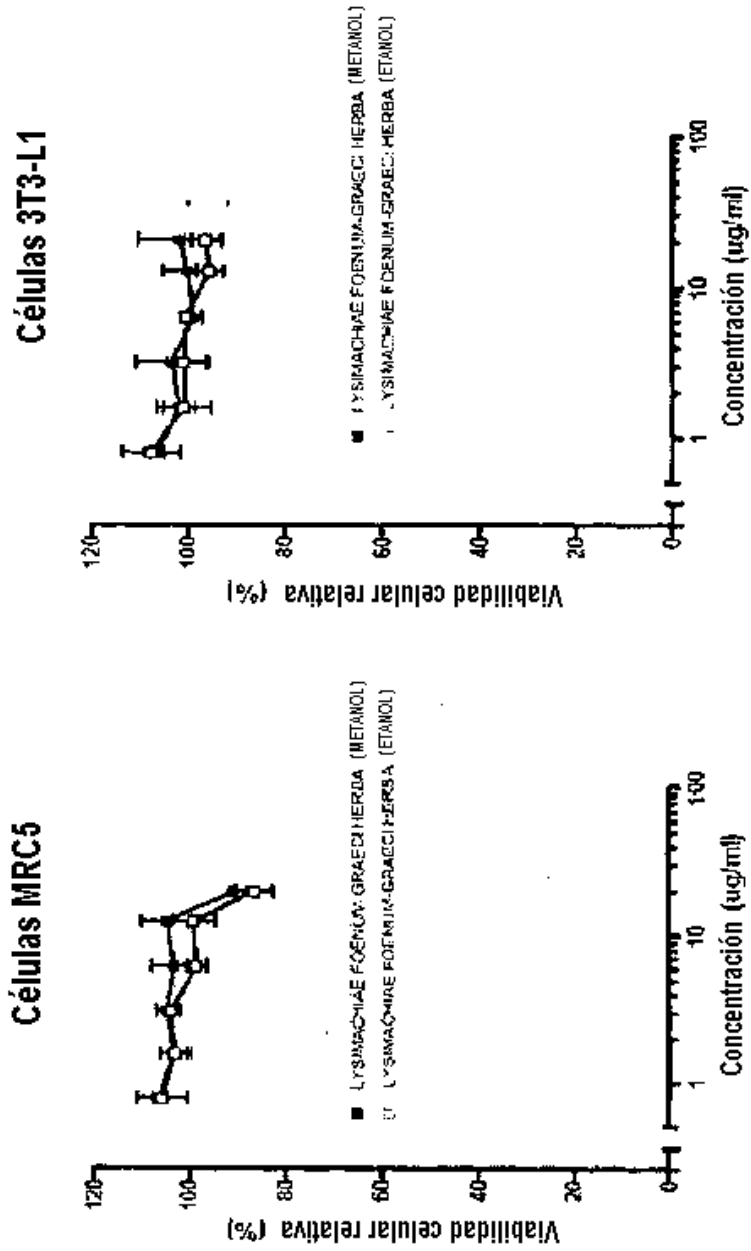 Células MRC5
120
100
80
60
40
20
0
Viabilidad celular relativa (%)
LYSIMACHIAE FOENUM-GRAECI HERBA (METANOL)
LYSIMACHIAE FOENUM-GRAECI HERBA (ETANOL)
1
10
100
Concentración (ug/ml)
Células 3T3-L1
120
100
80
60
40
20
0
Viabilidad celular relativa (%)
LYSIMACHIAE FOENUM-GRAECI HERBA (METANOL)
LYSIMACHIAE FOENUM-GRAECI HERBA (ETANOL)
1
10
100
Concentración (ug/ml)